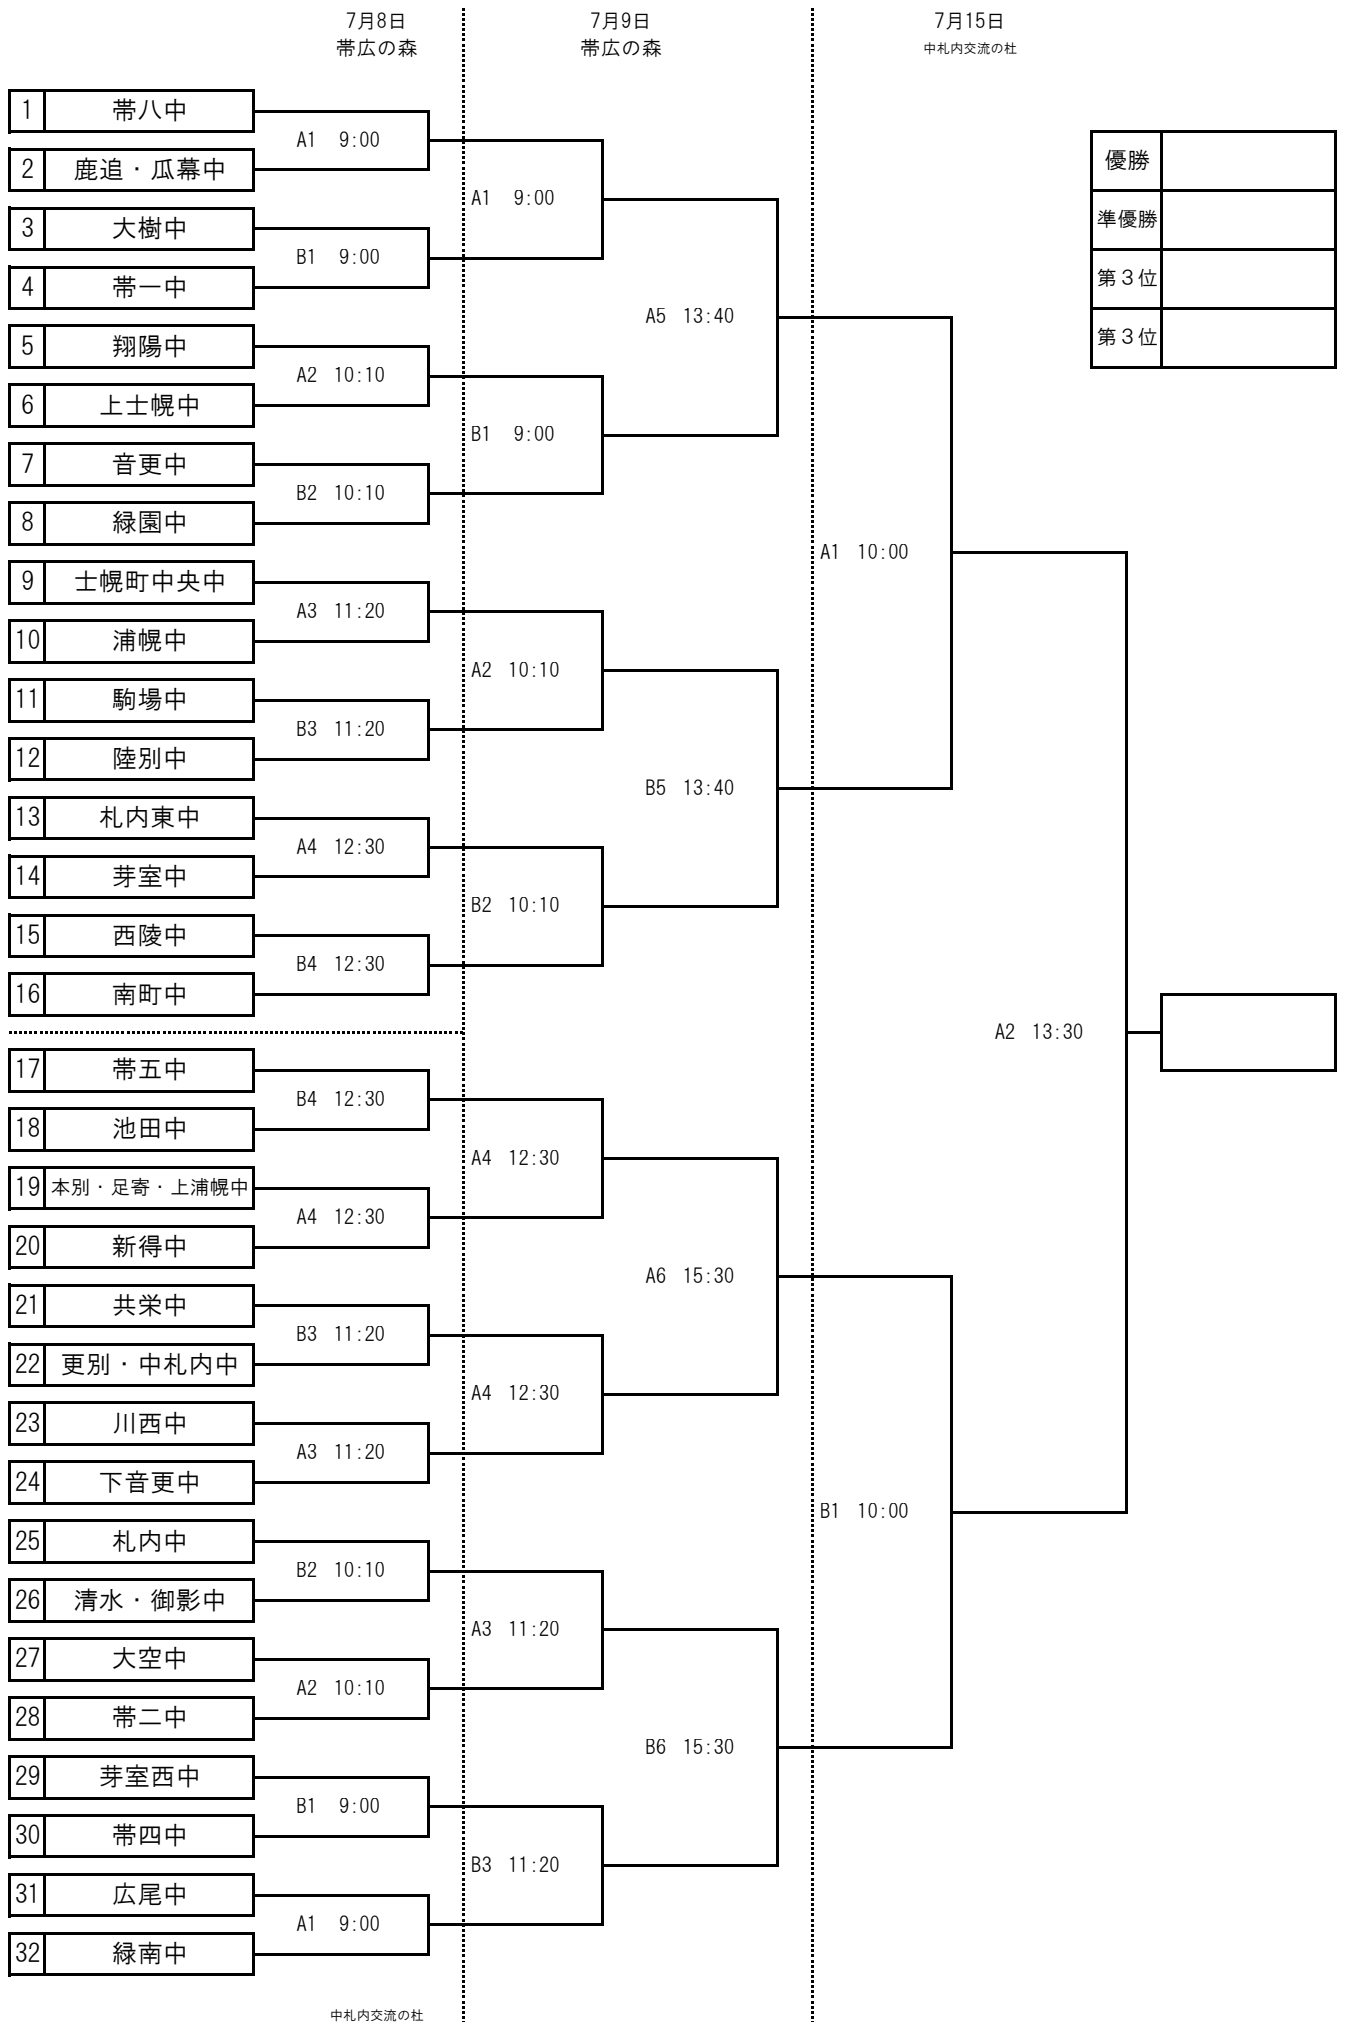 7月8日 7月9日 7月15日
帯広の森 帯広の森 中札内交流の杜
1 帯八中
A1 9:00
2 鹿追・瓜幕中
A1 9:00
3 大樹中
B1 9:00
4 帯一中
A5 13:40
5 翔陽中
A2 10:10
6 上士幌中
B1 9:00
7 音更中
B2 10:10
8 緑園中
A1 10:00
9 士幌町中央中
A3 11:20
10 浦幌中
A2 10:10
11 駒場中
B3 11:20
12 陸別中
B5 13:40
13 札内東中
A4 12:30
14 芽室中
B2 10:10
15 西陵中
B4 12:30
16 南町中
優勝
準優勝
第3位
第3位
A2 13:30
17 帯五中
B4 12:30
18 池田中
A4 12:30
19 本別・足寄・上浦幌中
A4 12:30
20 新得中
A6 15:30
21 共栄中
B3 11:20
22 更別・中札内中
A4 12:30
23 川西中
A3 11:20
24 下音更中
B1 10:00
25 札内中
B2 10:10
26 清水・御影中
A3 11:20
27 大空中
A2 10:10
28 帯二中
B6 15:30
29 芽室西中
B1 9:00
30 帯四中
B3 11:20
31 広尾中
A1 9:00
32 緑南中
中札内交流の杜